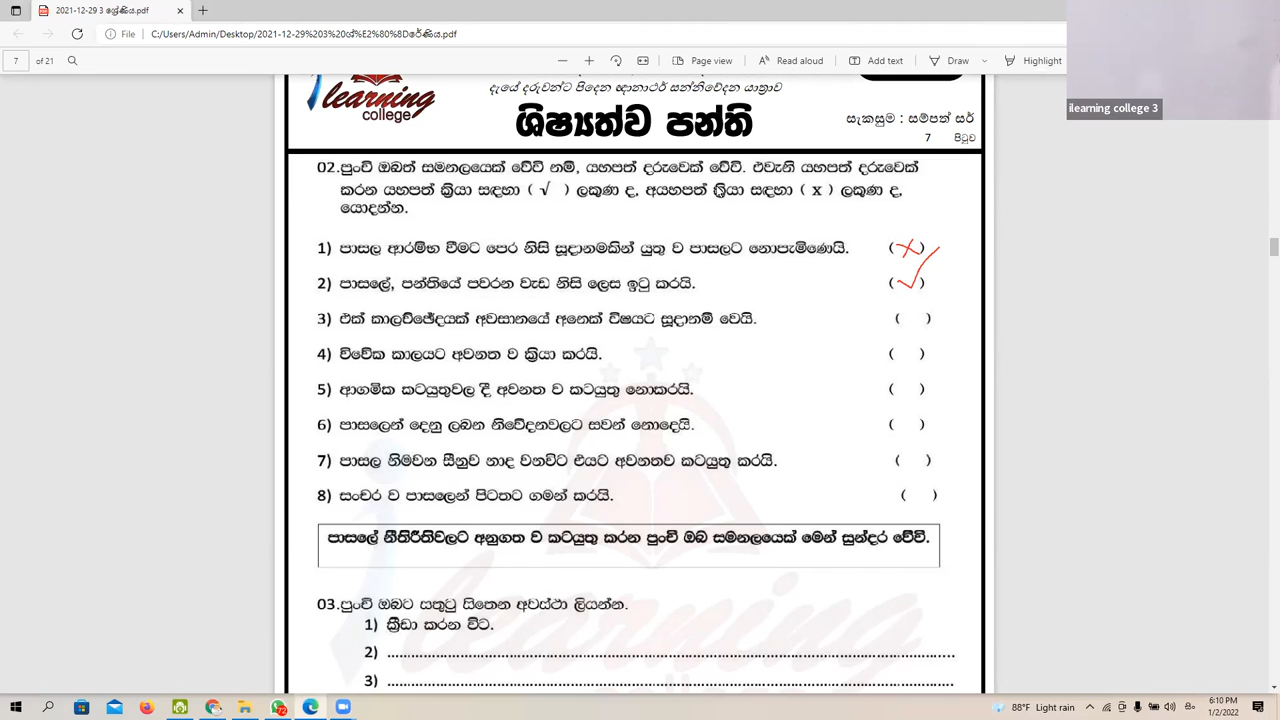 2021-12-29 3 ශ්‍රේණිය.pdf
File C:/Users/Admin/Desktop/2021-12-29%203%20ශ්%E2%80%8Dරේණිය.pdf
7 of 21 Page view Read aloud Add text Draw Highlight
ilearning college 3
learning
college
දැයේ දරුවන්ට පිදෙන ඥානාර්ථ සන්නිවේදන යාත්‍රාව
ශිෂ්‍යත්ව පන්ති
සැකසුම : සම්පත් සර්
7 පිටුව
02.පුංචි ඔබත් සමනලයෙක් වේවි නම්, යහපත් දරුවෙක් වේවි. එවැනි යහපත් දරුවෙක්
කරන යහපත් ක්‍රියා සඳහා ( √ ) ලකුණ ද, අයහපත් ක්‍රියා සඳහා ( x ) ලකුණ ද,
යොදන්න.
1) පාසල ආරම්භ වීමට පෙර නිසි සූදානමකින් යුතු ව පාසලට නොපැමිණෙයි. ( x )
2) පාසලේ, පන්තියේ පවරන වැඩ නිසි ලෙස ඉටු කරයි. ( ✓ )
3) එක් කාලච්ඡේදයක් අවසානයේ අනෙක් විෂයට සූදානම් වෙයි. ( )
4) විවේක කාලයට අවනත ව ක්‍රියා කරයි. ( )
5) ආගමික කටයුතුවල දී අවනත ව කටයුතු නොකරයි. ( )
6) පාසලෙන් දෙනු ලබන නිවේදනවලට සවන් නොදෙයි. ( )
7) පාසල නිමවන සීනුව නාද වනවිට එයට අවනතව කටයුතු කරයි. ( )
8) සංචර ව පාසලෙන් පිටතට ගමන් කරයි. ( )
පාසලේ නීතිරීතිවලට අනුගත ව කටයුතු කරන පුංචි ඔබ සමනලයෙක් මෙන් සුන්දර වේවි.
03.පුංචි ඔබට සතුටු සිතෙන අවස්ථා ලියන්න.
1) ක්‍රීඩා කරන විට.
2) ......................................................
3) ......................................................
72
88°F Light rain
6:10 PM
1/2/2022